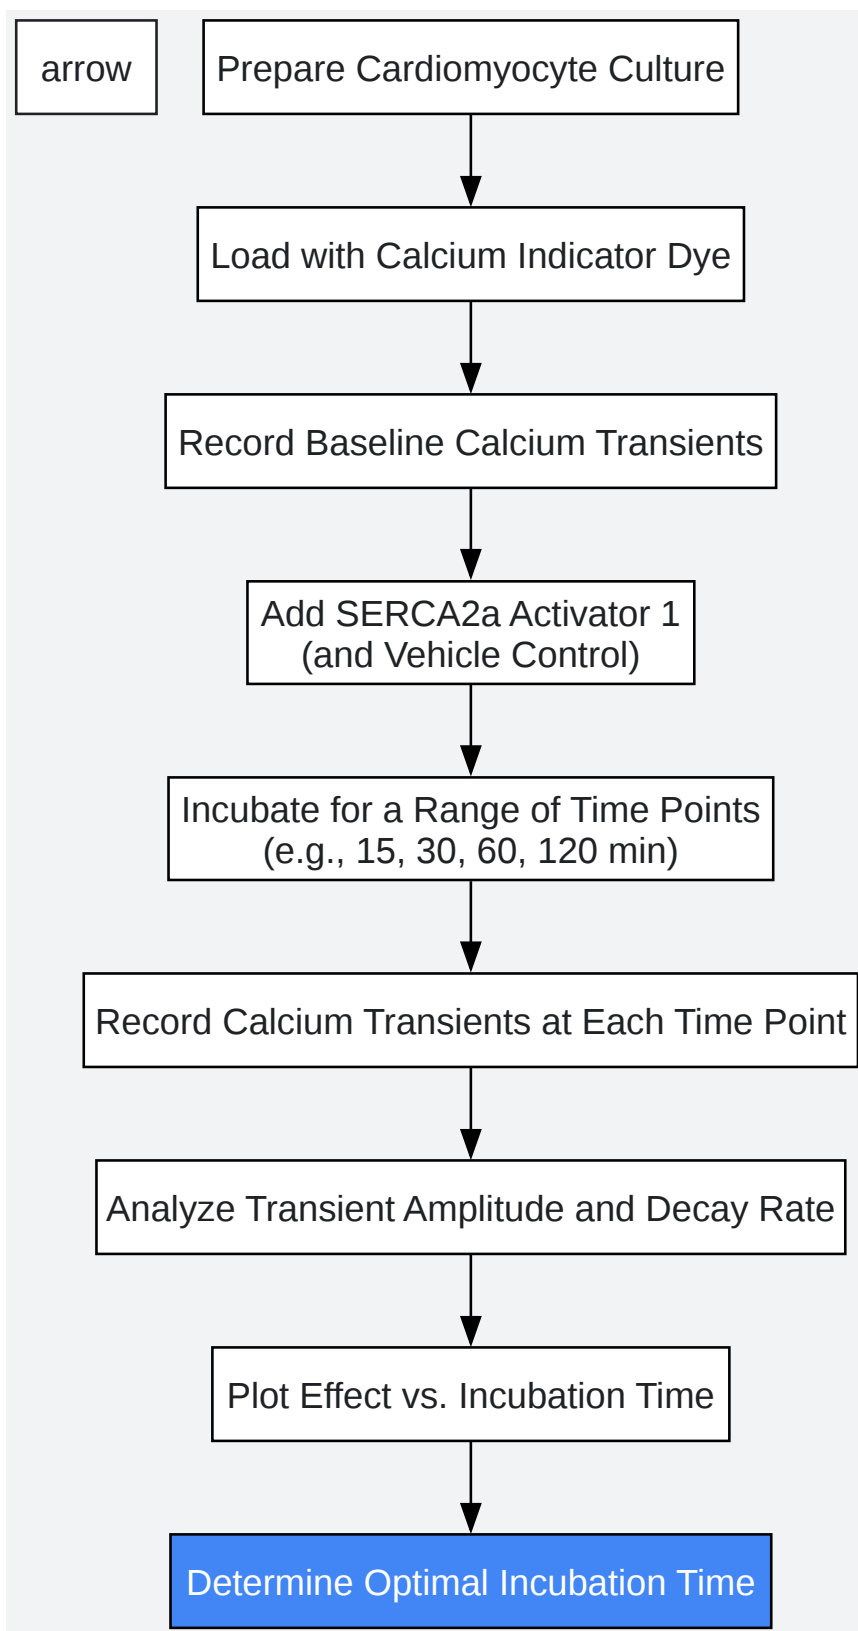 arrow
Prepare Cardiomyocyte Culture
Load with Calcium Indicator Dye
Record Baseline Calcium Transients
Add SERCA2a Activator 1
(and Vehicle Control)
Incubate for a Range of Time Points
(e.g., 15, 30, 60, 120 min)
Record Calcium Transients at Each Time Point
Analyze Transient Amplitude and Decay Rate
Plot Effect vs. Incubation Time
Determine Optimal Incubation Time